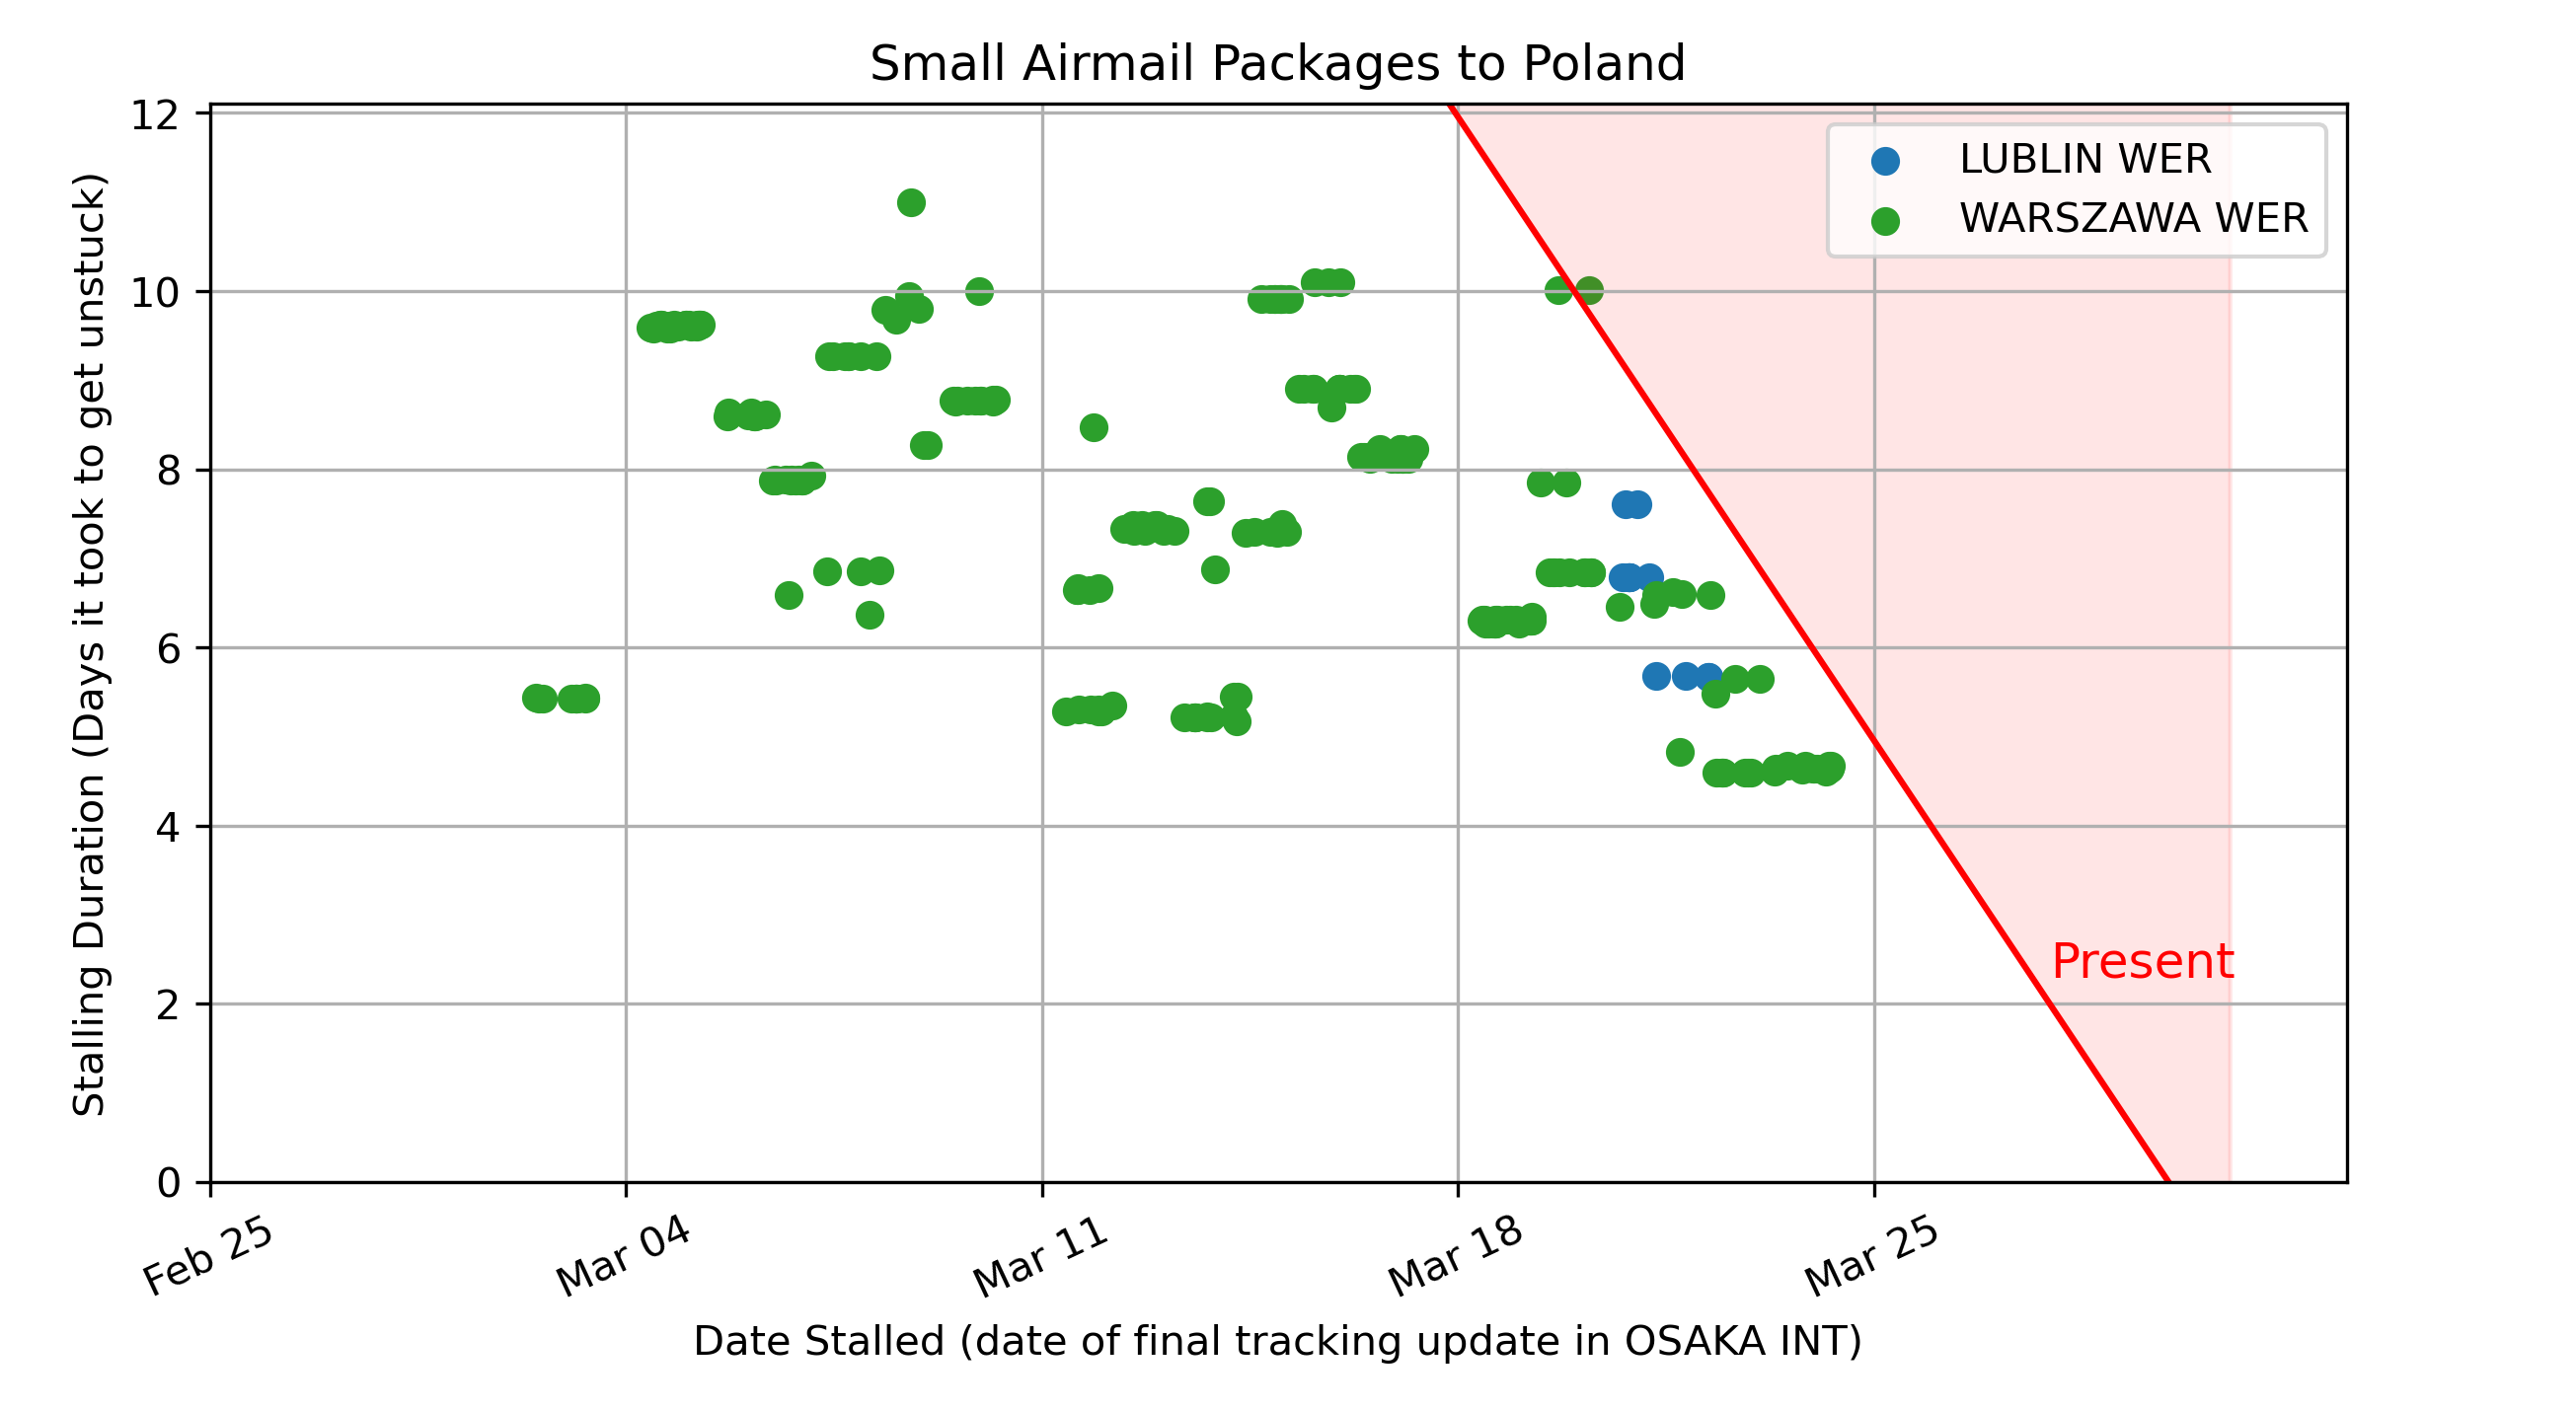 Small Airmail Packages to Poland
Stalling Duration (Days it took to get unstuck)
12
10
8
6
4
2
0
LUBLIN WER
WARSZAWA WER
Present
Feb 25
Mar 04
Mar 11
Mar 18
Mar 25
Date Stalled (date of final tracking update in OSAKA INT)